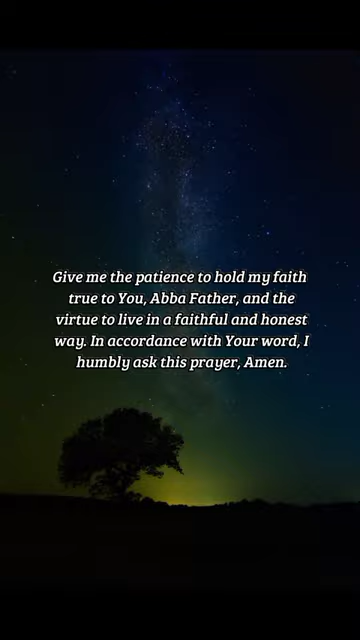 Give me the patience to hold my faith
true to You, Abba Father, and the
virtue to live in a faithful and honest
way. In accordance with Your word, I
humbly ask this prayer, Amen.